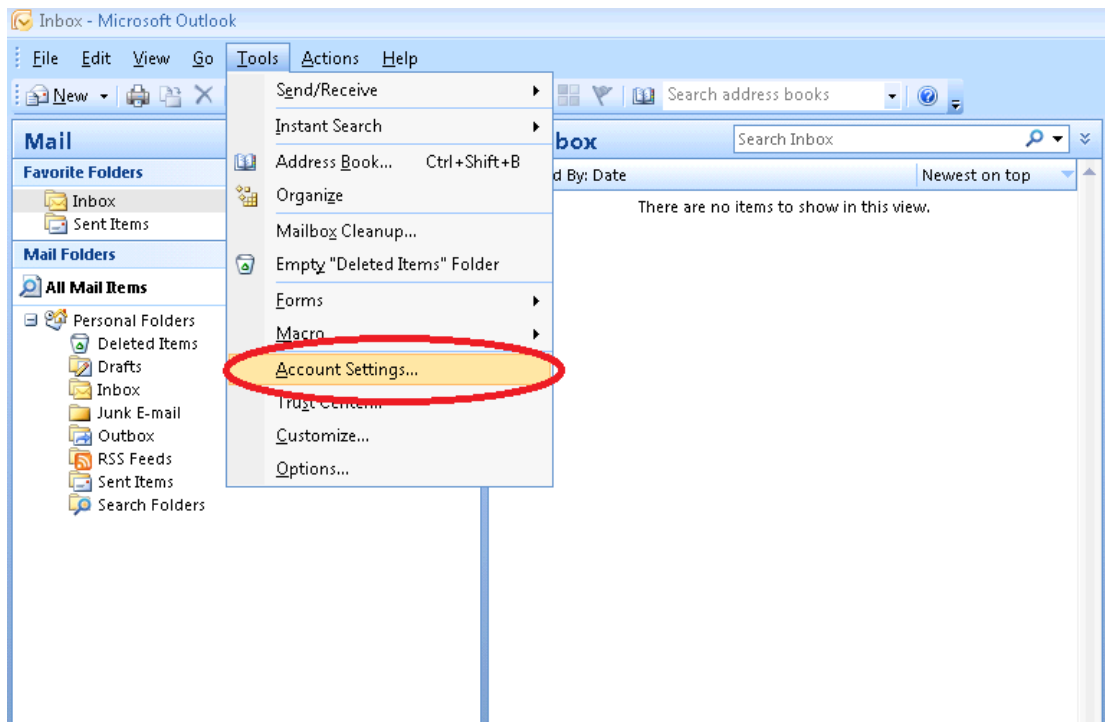 Inbox - Microsoft Outlook
File Edit View Go Tools Actions Help
New
Search address books
Send/Receive
Instant Search
Address Book... Ctrl+Shift+B
Organize
Mailbox Cleanup...
Empty "Deleted Items" Folder
Forms
Macro
Account Settings...
Trust Center...
Customize...
Options...
Mail
Favorite Folders
Inbox
Sent Items
Mail Folders
All Mail Items
Personal Folders
Deleted Items
Drafts
Inbox
Junk E-mail
Outbox
RSS Feeds
Sent Items
Search Folders
box
Search Inbox
d By: Date
Newest on top
There are no items to show in this view.